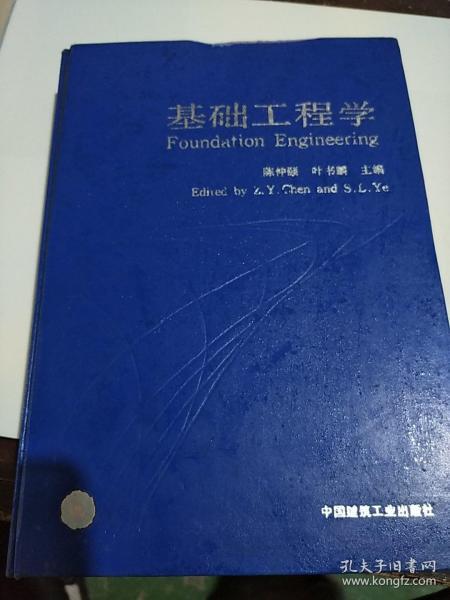 基础工程学
Foundation Engineering
陈仲颐 叶书麟 主编
Edited by Z.Y.Chen and S.L.Ye
中国建筑工业出版社
孔夫子旧书网
www.kongfz.com